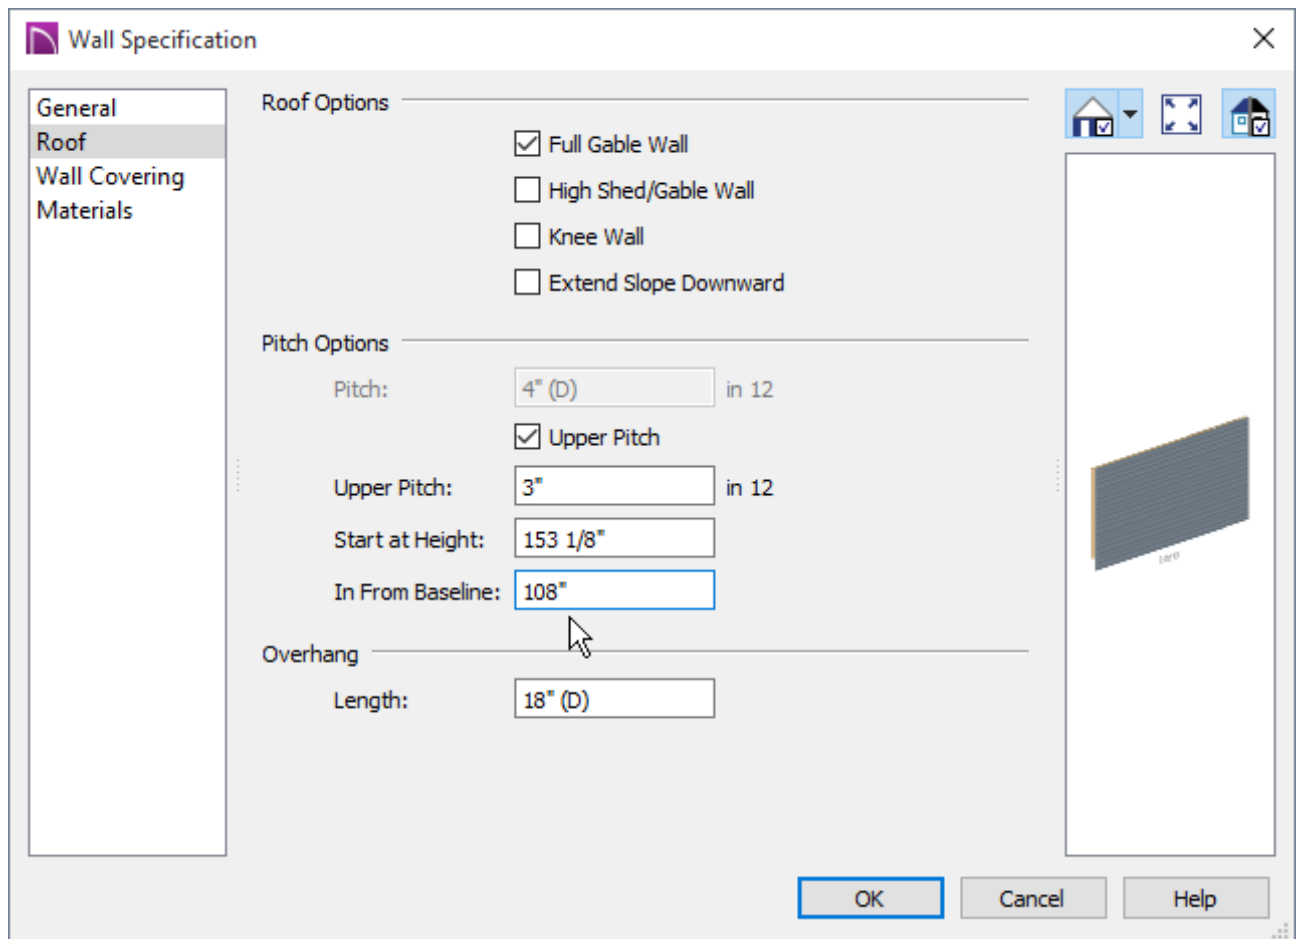 Wall Specification
General
Roof
Wall Covering
Materials
Roof Options
Full Gable Wall
High Shed/Gable Wall
Knee Wall
Extend Slope Downward
Pitch Options
Pitch: 4" (D) in 12
Upper Pitch
Upper Pitch: 3" in 12
Start at Height: 153 1/8"
In From Baseline: 108"
Overhang
Length: 18" (D)
OK Cancel Help